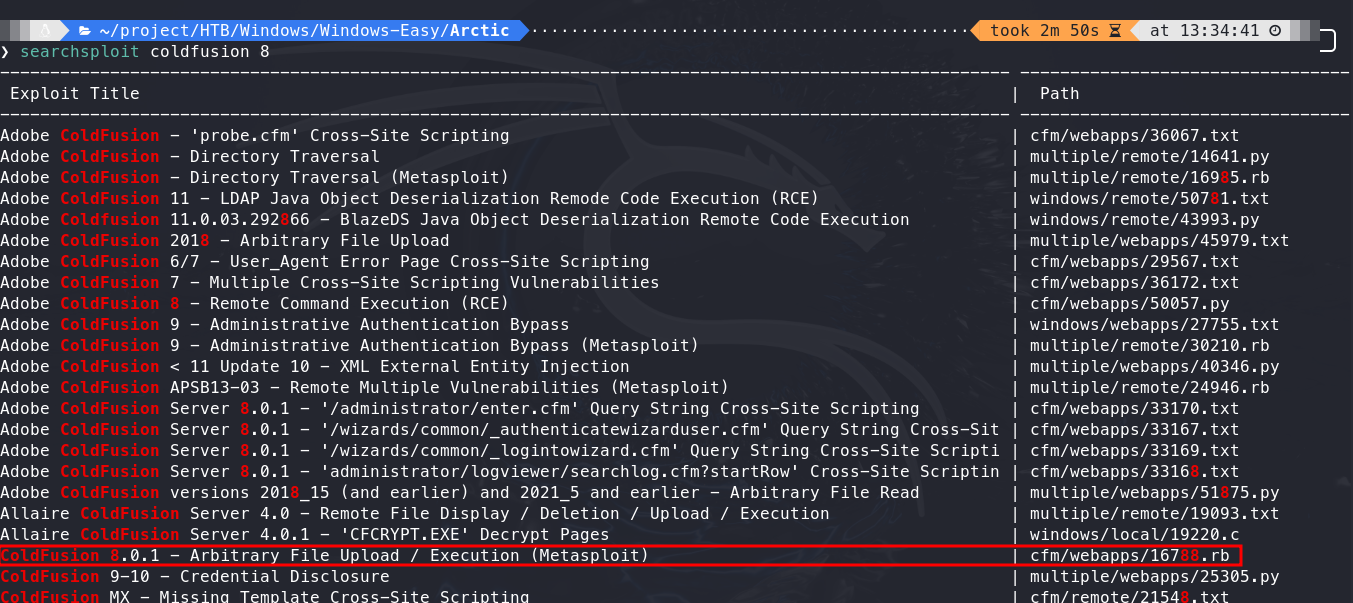 ~/project/HTB/Windows/Windows-Easy/Arctic took 2m 50s at 13:34:41
❯ searchsploit coldfusion 8
Exploit Title | Path
Adobe ColdFusion - 'probe.cfm' Cross-Site Scripting | cfm/webapps/36067.txt
Adobe ColdFusion - Directory Traversal | multiple/remote/14641.py
Adobe ColdFusion - Directory Traversal (Metasploit) | multiple/remote/16985.rb
Adobe ColdFusion 11 - LDAP Java Object Deserialization Remode Code Execution (RCE) | windows/remote/50781.txt
Adobe Coldfusion 11.0.03.292866 - BlazeDS Java Object Deserialization Remote Code Execution | windows/remote/43993.py
Adobe ColdFusion 2018 - Arbitrary File Upload | multiple/webapps/45979.txt
Adobe ColdFusion 6/7 - User_Agent Error Page Cross-Site Scripting | cfm/webapps/29567.txt
Adobe ColdFusion 7 - Multiple Cross-Site Scripting Vulnerabilities | cfm/webapps/36172.txt
Adobe ColdFusion 8 - Remote Command Execution (RCE) | cfm/webapps/50057.py
Adobe ColdFusion 9 - Administrative Authentication Bypass | windows/webapps/27755.txt
Adobe ColdFusion 9 - Administrative Authentication Bypass (Metasploit) | multiple/remote/30210.rb
Adobe ColdFusion < 11 Update 10 - XML External Entity Injection | multiple/webapps/40346.py
Adobe ColdFusion APSB13-03 - Remote Multiple Vulnerabilities (Metasploit) | multiple/remote/24946.rb
Adobe ColdFusion Server 8.0.1 - '/administrator/enter.cfm' Query String Cross-Site Scripting | cfm/webapps/33170.txt
Adobe ColdFusion Server 8.0.1 - '/wizards/common/_authenticatewizarduser.cfm' Query String Cross-Sit | cfm/webapps/33167.txt
Adobe ColdFusion Server 8.0.1 - '/wizards/common/_logintowizard.cfm' Query String Cross-Site Scripti | cfm/webapps/33169.txt
Adobe ColdFusion Server 8.0.1 - 'administrator/logviewer/searchlog.cfm?startRow' Cross-Site Scriptin | cfm/webapps/33168.txt
Adobe ColdFusion versions 2018_15 (and earlier) and 2021_5 and earlier - Arbitrary File Read | multiple/webapps/51875.py
Allaire ColdFusion Server 4.0 - Remote File Display / Deletion / Upload / Execution | multiple/remote/19093.txt
Allaire ColdFusion Server 4.0.1 - 'CFCRYPT.EXE' Decrypt Pages | windows/local/19220.c
ColdFusion 8.0.1 - Arbitrary File Upload / Execution (Metasploit) | cfm/webapps/16788.rb
ColdFusion 9-10 - Credential Disclosure | multiple/webapps/25305.py
ColdFusion MX - Missing Template Cross-Site Scripting | cfm/remote/21548.txt